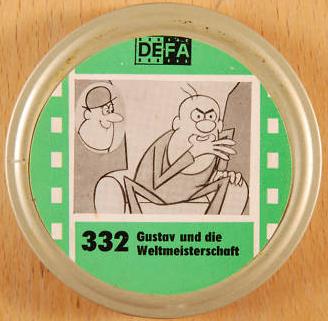 DEFA
332 Gustav und die
Weltmeisterschaft